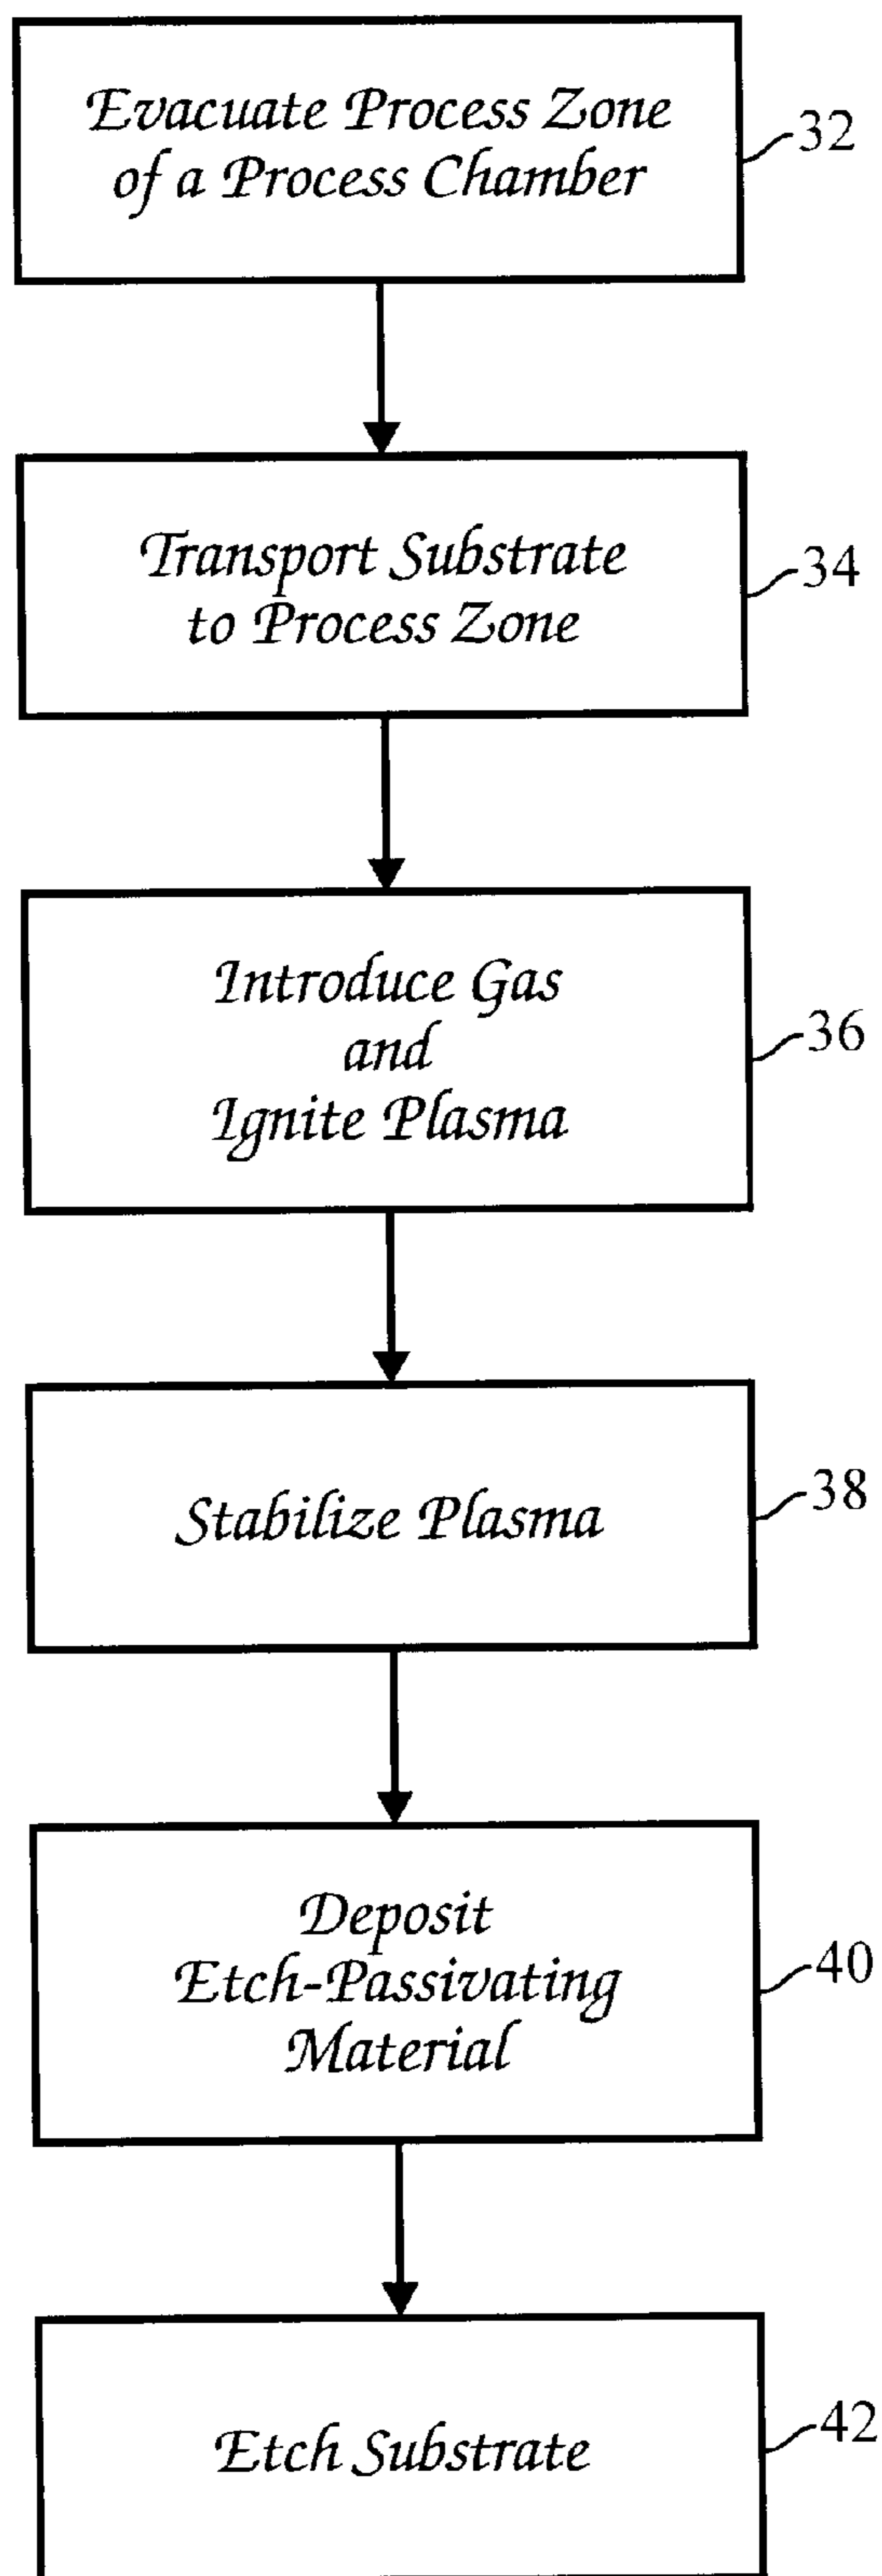 Evacuate Process Zone
of a Process Chamber
32
Transport Substrate
to Process Zone
34
Introduce Gas
and
Ignite Plasma
36
Stabilize Plasma
38
Deposit
Etch-Passivating
Material
40
Etch Substrate
42